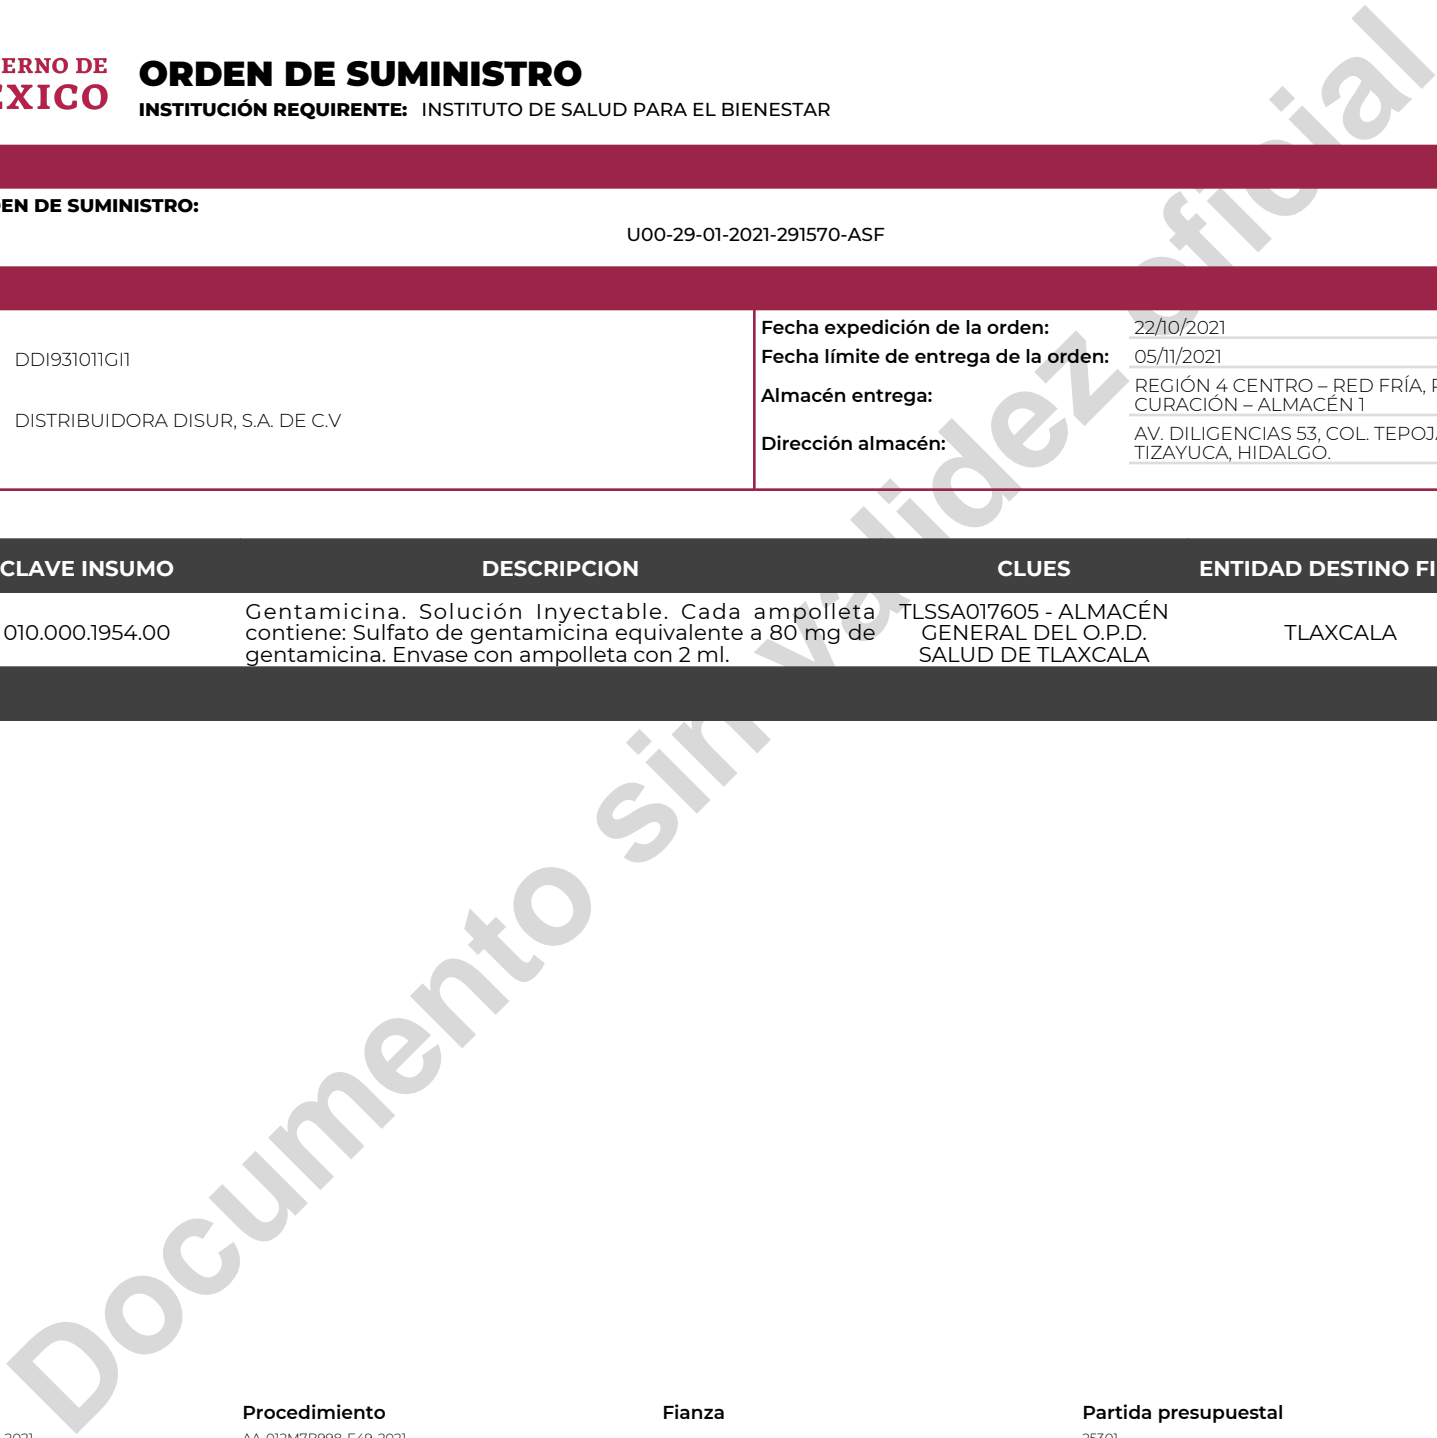 ERNO DE
ÉXICO
ORDEN DE SUMINISTRO
INSTITUCIÓN REQUIRENTE: INSTITUTO DE SALUD PARA EL BIENESTAR
EN DE SUMINISTRO:
U00-29-01-2021-291570-ASF
DDI931011GI1
DISTRIBUIDORA DISUR, S.A. DE C.V
Fecha expedición de la orden: 22/10/2021
Fecha límite de entrega de la orden: 05/11/2021
Almacén entrega: REGIÓN 4 CENTRO – RED FRÍA,
CURACIÓN – ALMACÉN 1
Dirección almacén: AV. DILIGENCIAS 53, COL. TEPOJ
TIZAYUCA, HIDALGO.
CLAVE INSUMO DESCRIPCION CLUES ENTIDAD DESTINO FI
010.000.1954.00
Gentamicina. Solución Inyectable. Cada ampolleta
contiene: Sulfato de gentamicina equivalente a 80 mg de
gentamicina. Envase con ampolleta con 2 ml.
TLSSA017605 - ALMACÉN
GENERAL DEL O.P.D.
SALUD DE TLAXCALA
TLAXCALA
Documento sin validez oficial
Procedimiento Fianza Partida presupuestal